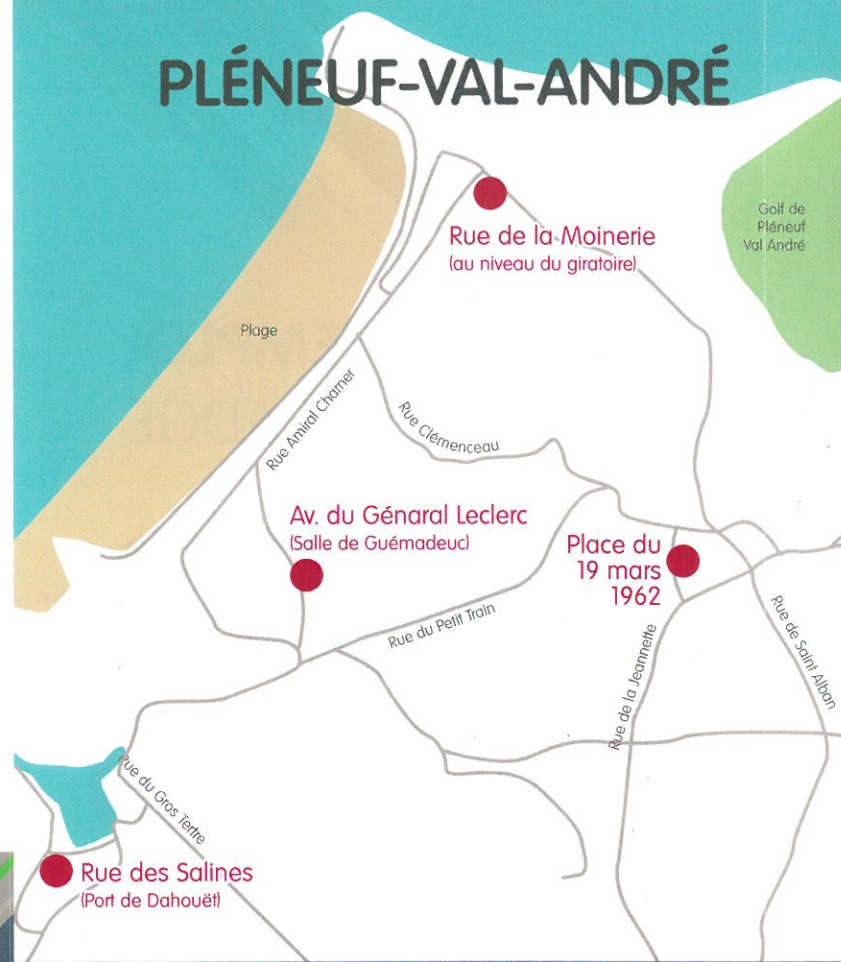 PLÉNEUF-VAL-ANDRÉ
Golf de
Pléneuf
Val André
Rue de la Moinerie
(au niveau du giratoire)
Plage
Rue Amiral Charner
Rue Clémenceau
Av. du Génaral Leclerc
(Salle de Guémadeuc)
Place du
19 mars
1962
Rue du Petit Train
Rue de la Jeannette
Rue de Saint Alban
Rue du Gros Tertre
Rue des Salines
(Port de Dahouët)